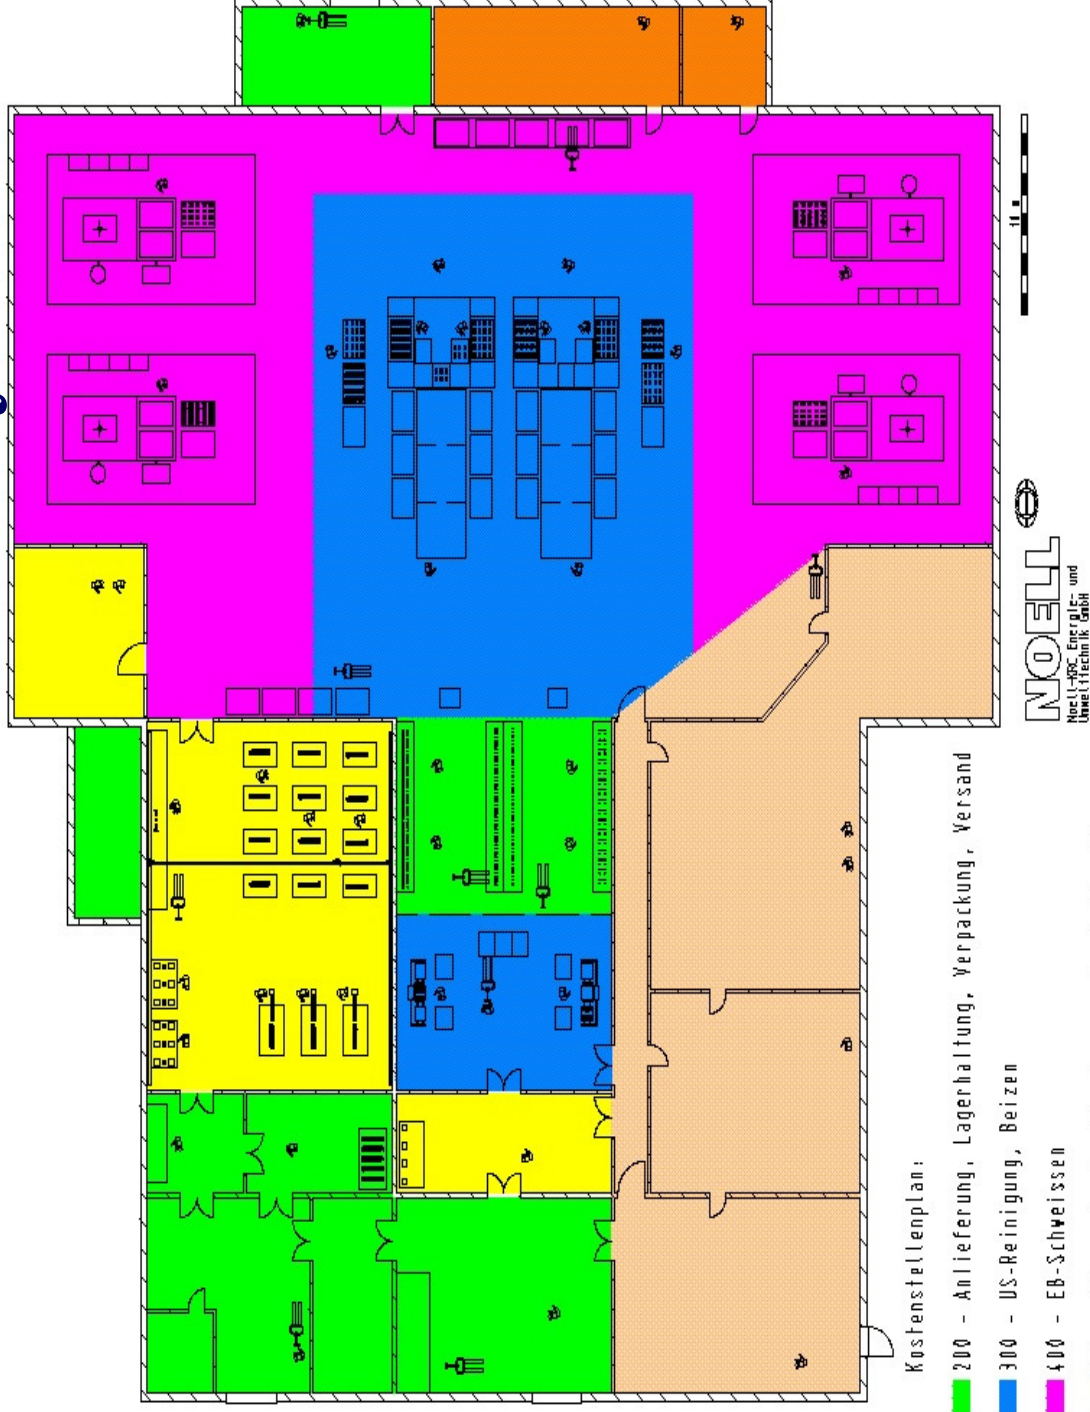 NOELL
Noell-KRC Energie- und
Umwelttechnik GmbH
Kostenstellenplan:
200 - Anlieferung, Lagerhaltung, Verpackung, Versand
300 - US-Reinigung, Beizen
400 - EB-Schweissen